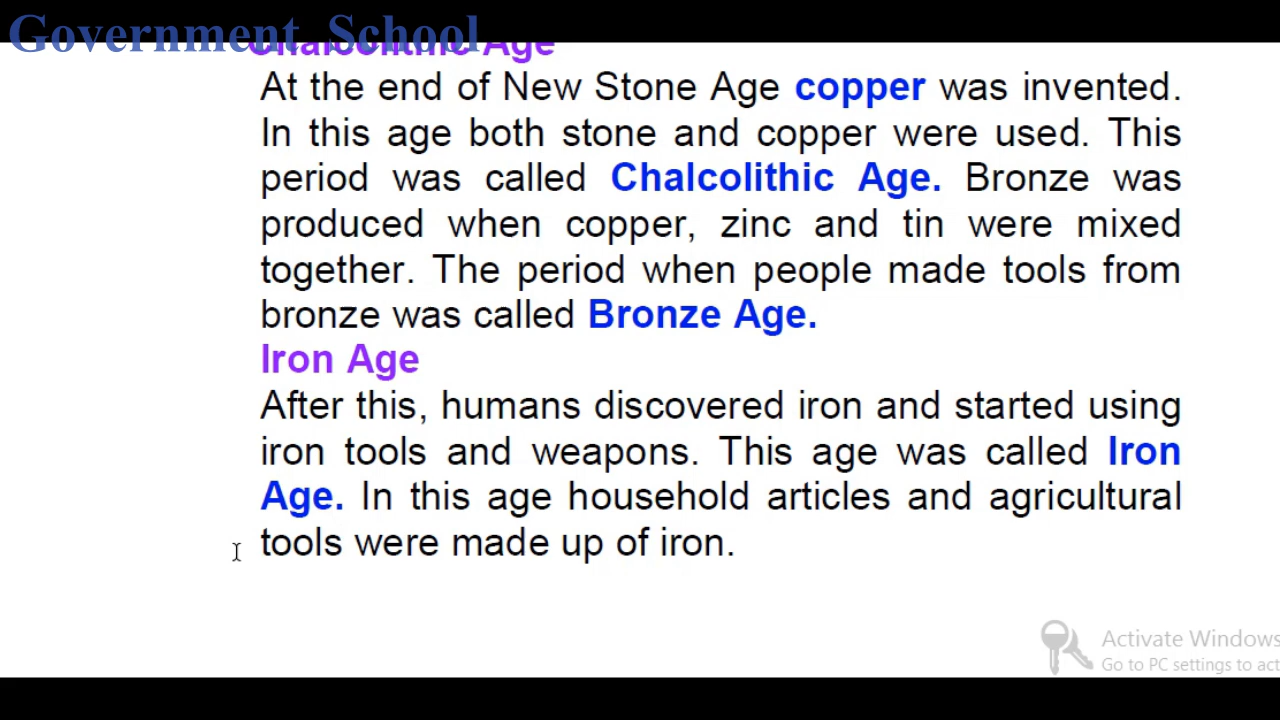 Government School
Chalcolithic Age
At the end of New Stone Age copper was invented.
In this age both stone and copper were used. This
period was called Chalcolithic Age. Bronze was
produced when copper, zinc and tin were mixed
together. The period when people made tools from
bronze was called Bronze Age.
Iron Age
After this, humans discovered iron and started using
iron tools and weapons. This age was called Iron
Age. In this age household articles and agricultural
tools were made up of iron.
Activate Windows
Go to PC settings to act